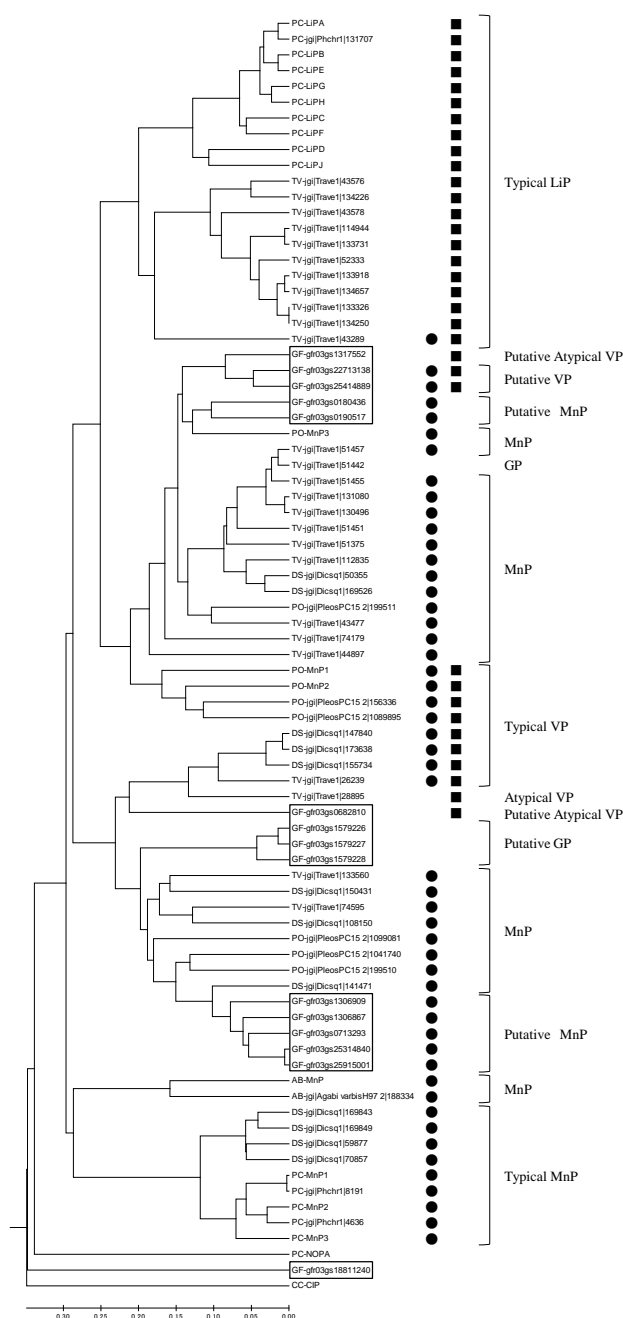 PC-LiPA
PC-jgi|Phchr1|131707
PC-LiPB
PC-LiPE
PC-LiPG
PC-LiPH
PC-LiPC
PC-LiPF
PC-LiPD
PC-LiPJ
TV-jgi|Trave1|43576
Typical LiP
TV-jgi|Trave1|134226
TV-jgi|Trave1|43578
TV-jgi|Trave1|114944
TV-jgi|Trave1|133731
TV-jgi|Trave1|52333
TV-jgi|Trave1|133918
TV-jgi|Trave1|134657
TV-jgi|Trave1|133326
TV-jgi|Trave1|134250
TV-jgi|Trave1|43289
GF-gfr03gs1317552 Putative Atypical VP
GF-gfr03gs22713138
Putative VP
GF-gfr03gs25414889
GF-gfr03gs0180436
Putative MnP
GF-gfr03gs0190517
PO-MnP3
MnP
TV-jgi|Trave1|51457
TV-jgi|Trave1|51442 GP
TV-jgi|Trave1|51455
TV-jgi|Trave1|131080
TV-jgi|Trave1|130496
TV-jgi|Trave1|51451
TV-jgi|Trave1|51375
TV-jgi|Trave1|112835
MnP
DS-jgi|Dicsq1|50355
DS-jgi|Dicsq1|169526
PO-jgi|PleosPC15 2|199511
TV-jgi|Trave1|43477
TV-jgi|Trave1|74179
TV-jgi|Trave1|44897
PO-MnP1
PO-MnP2
PO-jgi|PleosPC15 2|156336
PO-jgi|PleosPC15 2|1089895
Typical VP
DS-jgi|Dicsq1|147840
DS-jgi|Dicsq1|173638
DS-jgi|Dicsq1|155734
TV-jgi|Trave1|26239
TV-jgi|Trave1|28895 Atypical VP
GF-gfr03gs0682810 Putative Atypical VP
GF-gfr03gs1579226
GF-gfr03gs1579227 Putative GP
GF-gfr03gs1579228
TV-jgi|Trave1|133560
DS-jgi|Dicsq1|150431
TV-jgi|Trave1|74595
DS-jgi|Dicsq1|108150
MnP
PO-jgi|PleosPC15 2|1099081
PO-jgi|PleosPC15 2|1041740
PO-jgi|PleosPC15 2|199510
DS-jgi|Dicsq1|141471
GF-gfr03gs1306909
GF-gfr03gs1306867
GF-gfr03gs0713293 Putative MnP
GF-gfr03gs25314840
GF-gfr03gs25915001
AB-MnP
MnP
AB-jgi|Agabi varbisH97 2|188334
DS-jgi|Dicsq1|169843
DS-jgi|Dicsq1|169849
DS-jgi|Dicsq1|59877
DS-jgi|Dicsq1|70857
Typical MnP
PC-MnP1
PC-jgi|Phchr1|8191
PC-MnP2
PC-jgi|Phchr1|4636
PC-MnP3
PC-NOPA
GF-gfr03gs18811240
CC-CIP
0.30 0.25 0.20 0.15 0.10 0.05 0.00